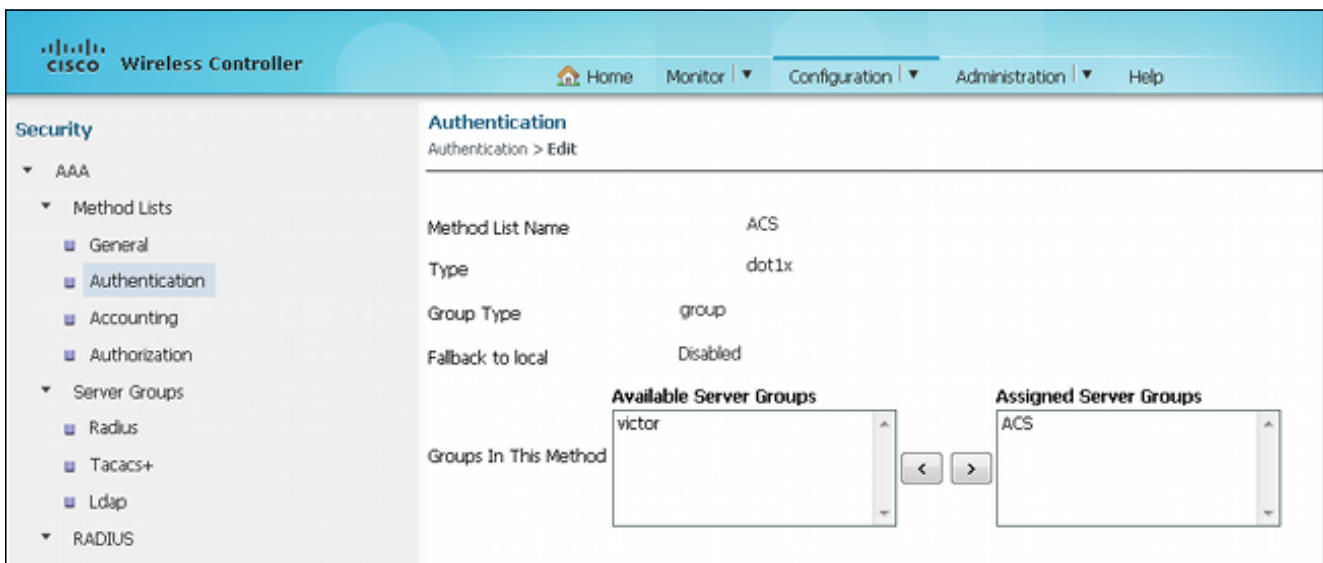 CISCO Wireless Controller
Home Monitor Configuration Administration Help
Security
AAA
Method Lists
General
Authentication
Accounting
Authorization
Server Groups
Radius
Tacacs+
Ldap
RADIUS
Authentication
Authentication > Edit
Method List Name ACS
Type dot1x
Group Type group
Fallback to local Disabled
Available Server Groups Assigned Server Groups
victor ACS
Groups In This Method < >